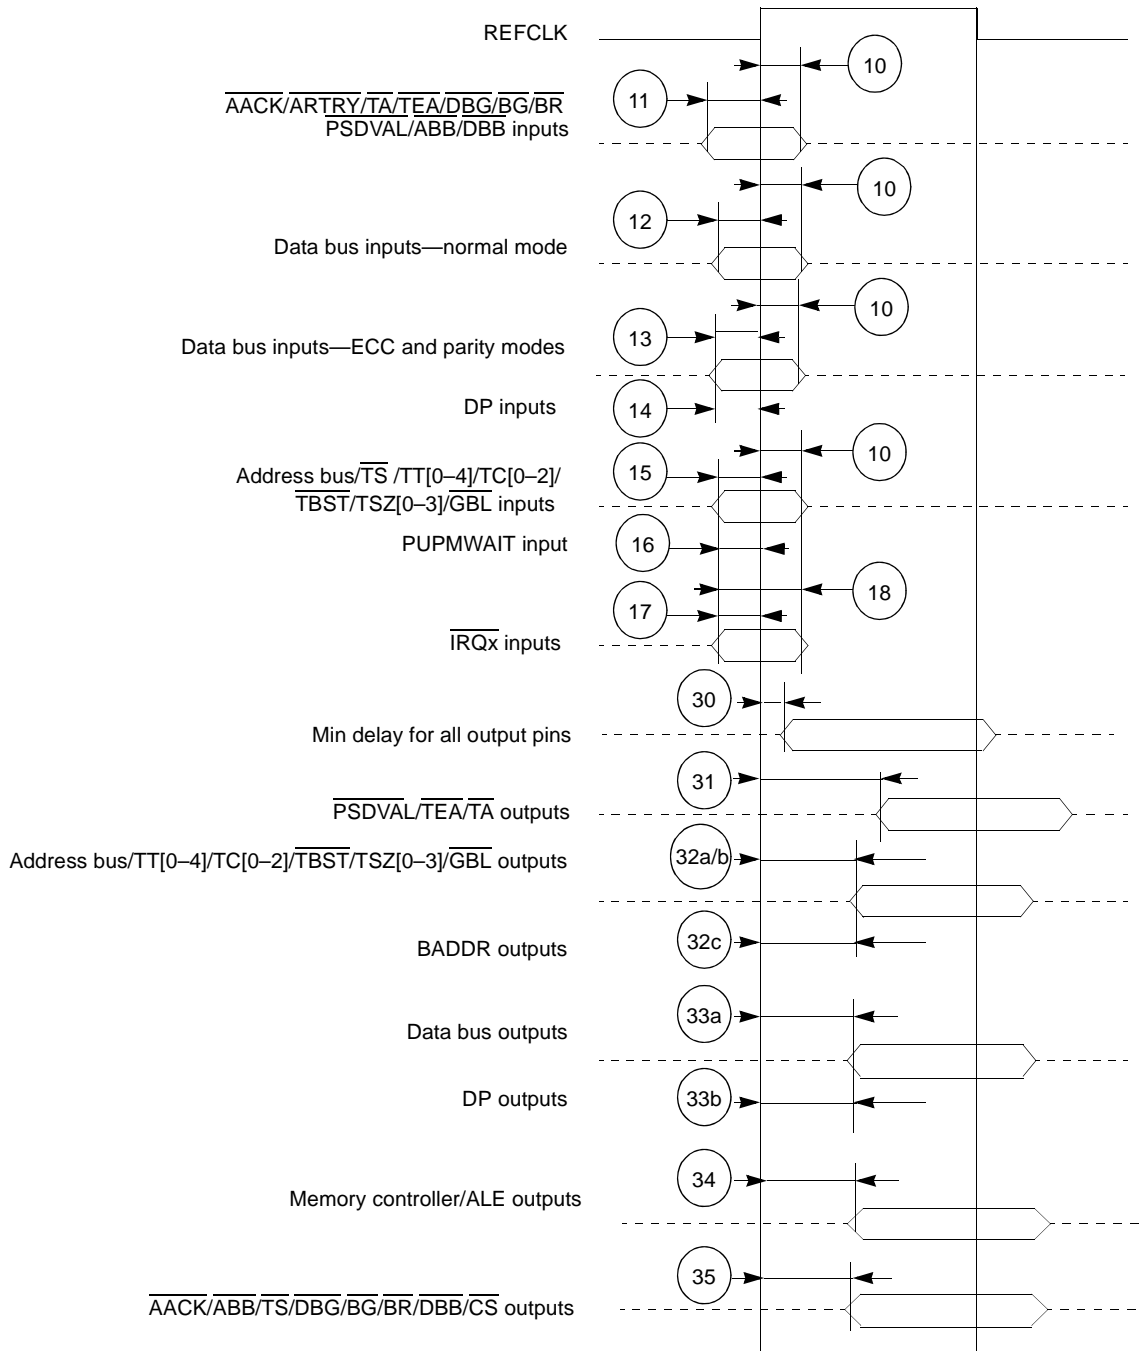 REFCLK
10
11
AACK/ARTRY/TA/TEA/DBG/BG/BR
PSDVAL/ABB/DBB inputs
10
12
Data bus inputs—normal mode
10
13
Data bus inputs—ECC and parity modes
DP inputs
14
10
15
Address bus/TS /TT[0–4]/TC[0–2]/
TBST/TSZ[0–3]/GBL inputs
PUPMWAIT input
16
18
17
IRQx inputs
30
Min delay for all output pins
31
PSDVAL/TEA/TA outputs
32a/b
Address bus/TT[0–4]/TC[0–2]/TBST/TSZ[0–3]/GBL outputs
32c
BADDR outputs
33a
Data bus outputs
DP outputs
33b
34
Memory controller/ALE outputs
35
AACK/ABB/TS/DBG/BG/BR/DBB/CS outputs